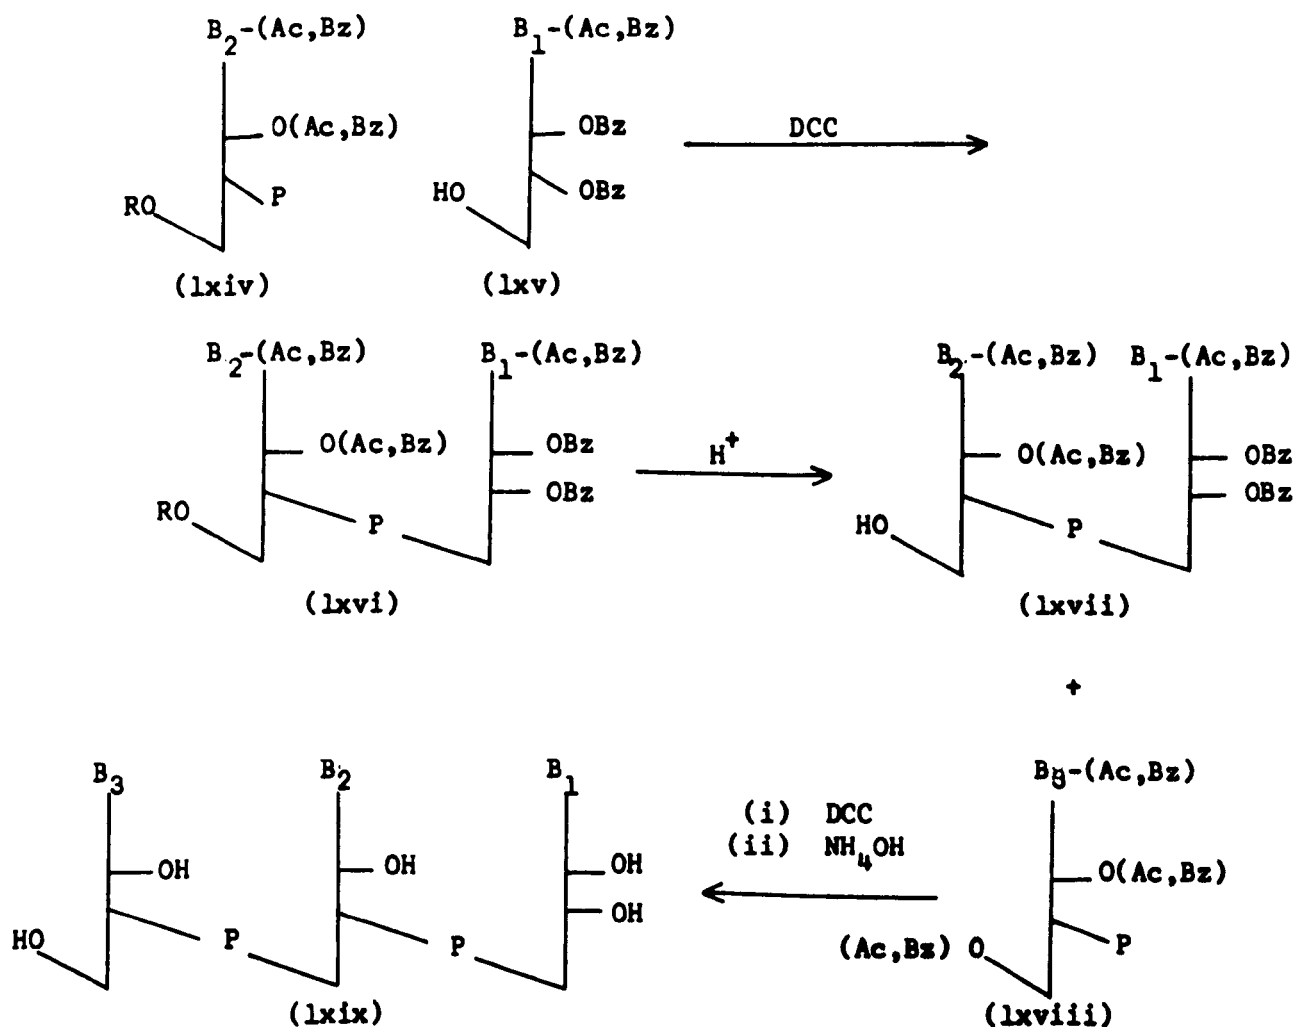 B2-(Ac,Bz) B1-(Ac,Bz)
O(Ac,Bz) OBz DCC
P HO OBz
RO
(lxiv) (lxv)
B2-(Ac,Bz) B1-(Ac,Bz) B2-(Ac,Bz) B1-(Ac,Bz)
O(Ac,Bz) OBz H+ O(Ac,Bz) OBz
OBz OBz
RO P HO P
(lxvi) (lxvii)
+
B3 B2 B1 B3-(Ac,Bz)
(i) DCC
(ii) NH4OH
OH OH OH O(Ac,Bz)
OH
HO P P (Ac,Bz) O P
(lxix) (lxviii)